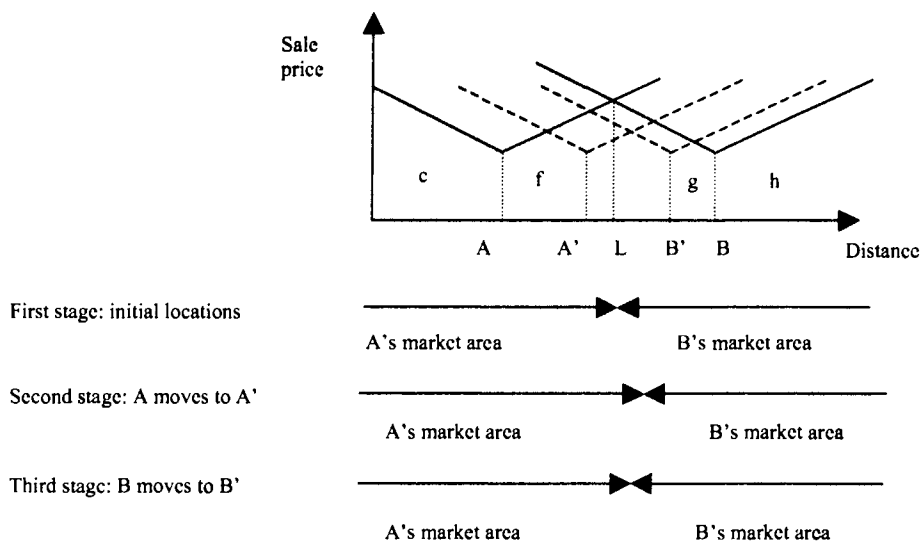 Sale
price
c
f
g
h
A
A'
L
B'
B
Distance
First stage: initial locations
A's market area
B's market area
Second stage: A moves to A'
A's market area
B's market area
Third stage: B moves to B'
A's market area
B's market area